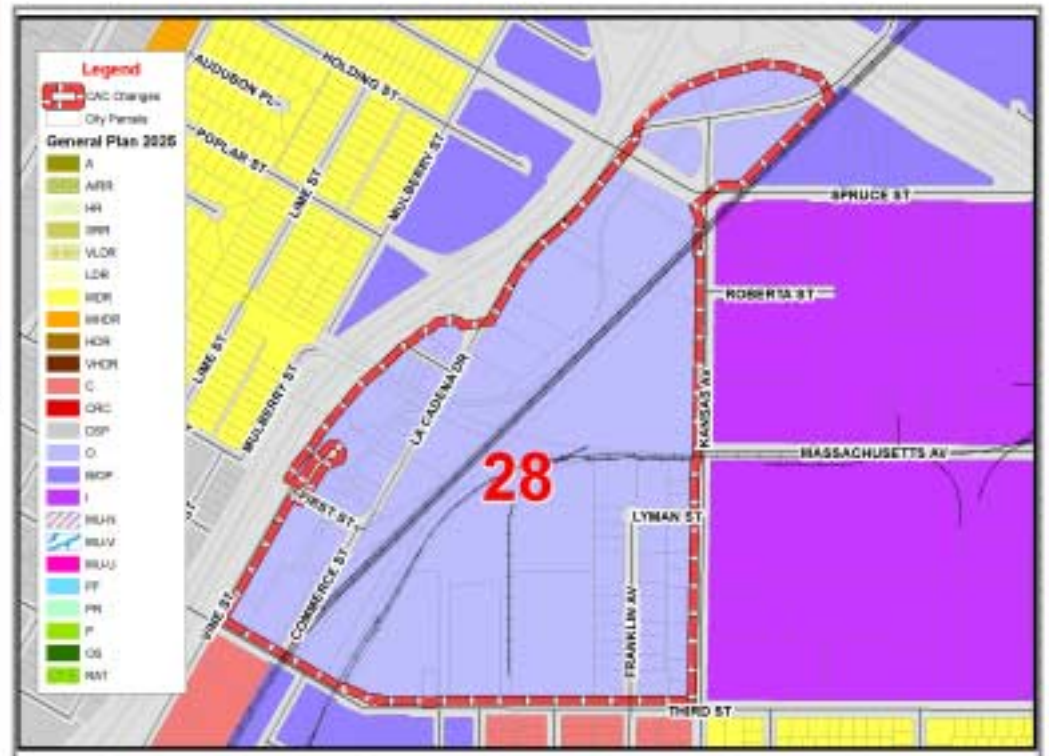 Legend
CAC Changes
City Parcels
General Plan 2025
A
A/RR
HR
SRR
VLDR
LDR
MDR
MHDR
HDR
VHDR
C
CRC
DSP
O
B/OP
I
MU-N
MU-V
MU-U
PF
PR
P
OS
RAT
AUDUBON PL
HOLDING ST
POPLAR ST
LIME ST
MULBERRY ST
SPRUCE ST
ROBERTA ST
LIME ST
MULBERRY ST
LA CADENA DR
KANSAS AV
MASSACHUSETTS AV
28
FIRST ST
ST
LYMAN ST
VINE ST
COMMERCE ST
FRANKLIN AV
THIRD ST